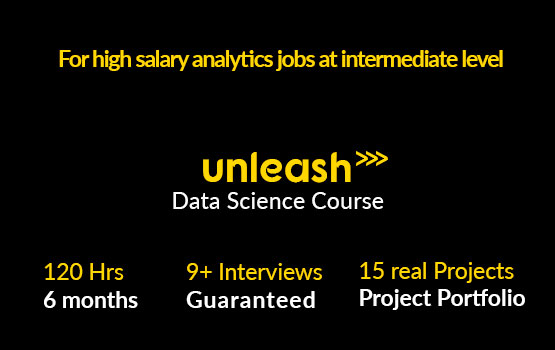 For high salary analytics jobs at intermediate level
unleash>>>
Data Science Course
120 Hrs
6 months
9+ Interviews
Guaranteed
15 real Projects
Project Portfolio